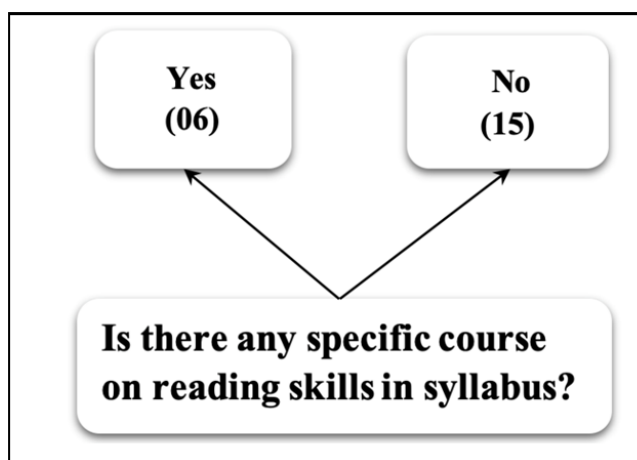 Yes
(06)
No
(15)
Is there any specific course
on reading skills in syllabus?